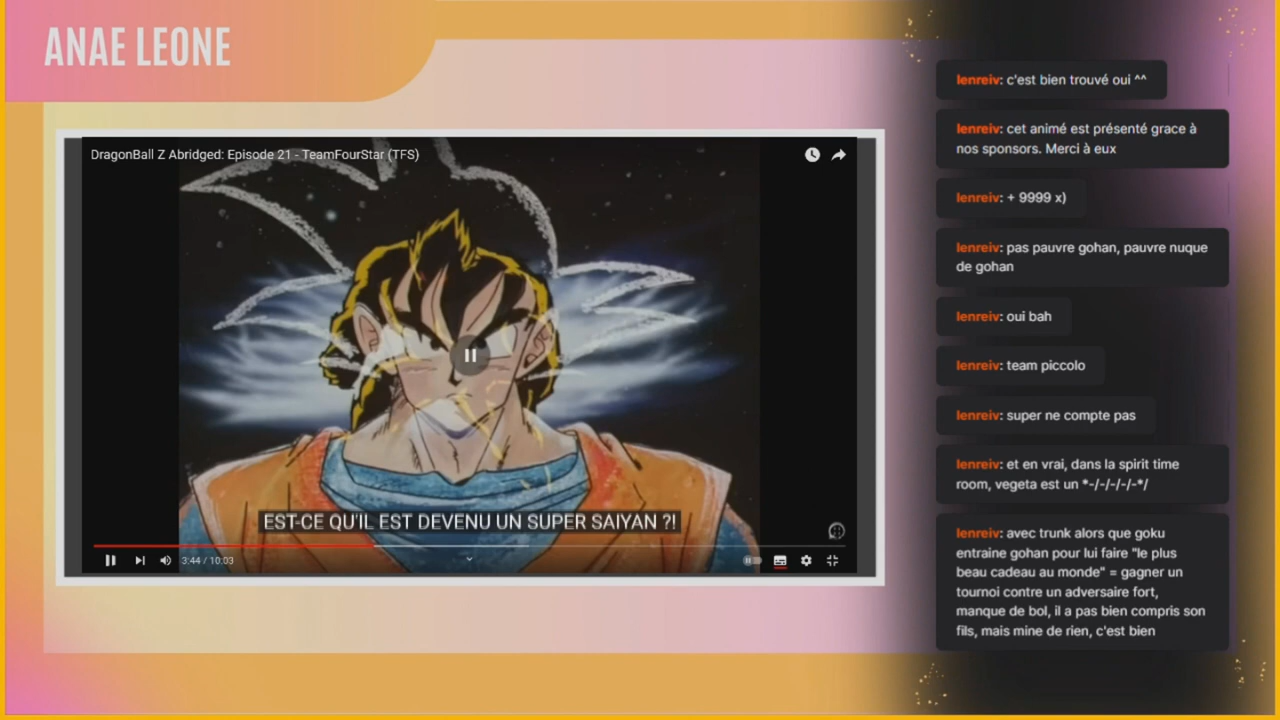 ANAE LEONE
DragonBall Z Abridged: Episode 21 - TeamFourStar (TFS)
EST-CE QU'IL EST DEVENU UN SUPER SAIYAN ?!
3:44 / 10:03
lenreiv: c'est bien trouvé oui ^^
lenreiv: cet animé est présenté grace à
nos sponsors. Merci à eux
lenreiv: + 9999 x)
lenreiv: pas pauvre gohan, pauvre nuque
de gohan
lenreiv: oui bah
lenreiv: team piccolo
lenreiv: super ne compte pas
lenreiv: et en vrai, dans la spirit time
room, vegeta est un *-/-/-/-/-*/
lenreiv: avec trunk alors que goku
entraine gohan pour lui faire "le plus
beau cadeau au monde" = gagner un
tournoi contre un adversaire fort,
manque de bol, il a pas bien compris son
fils, mais mine de rien, c'est bien